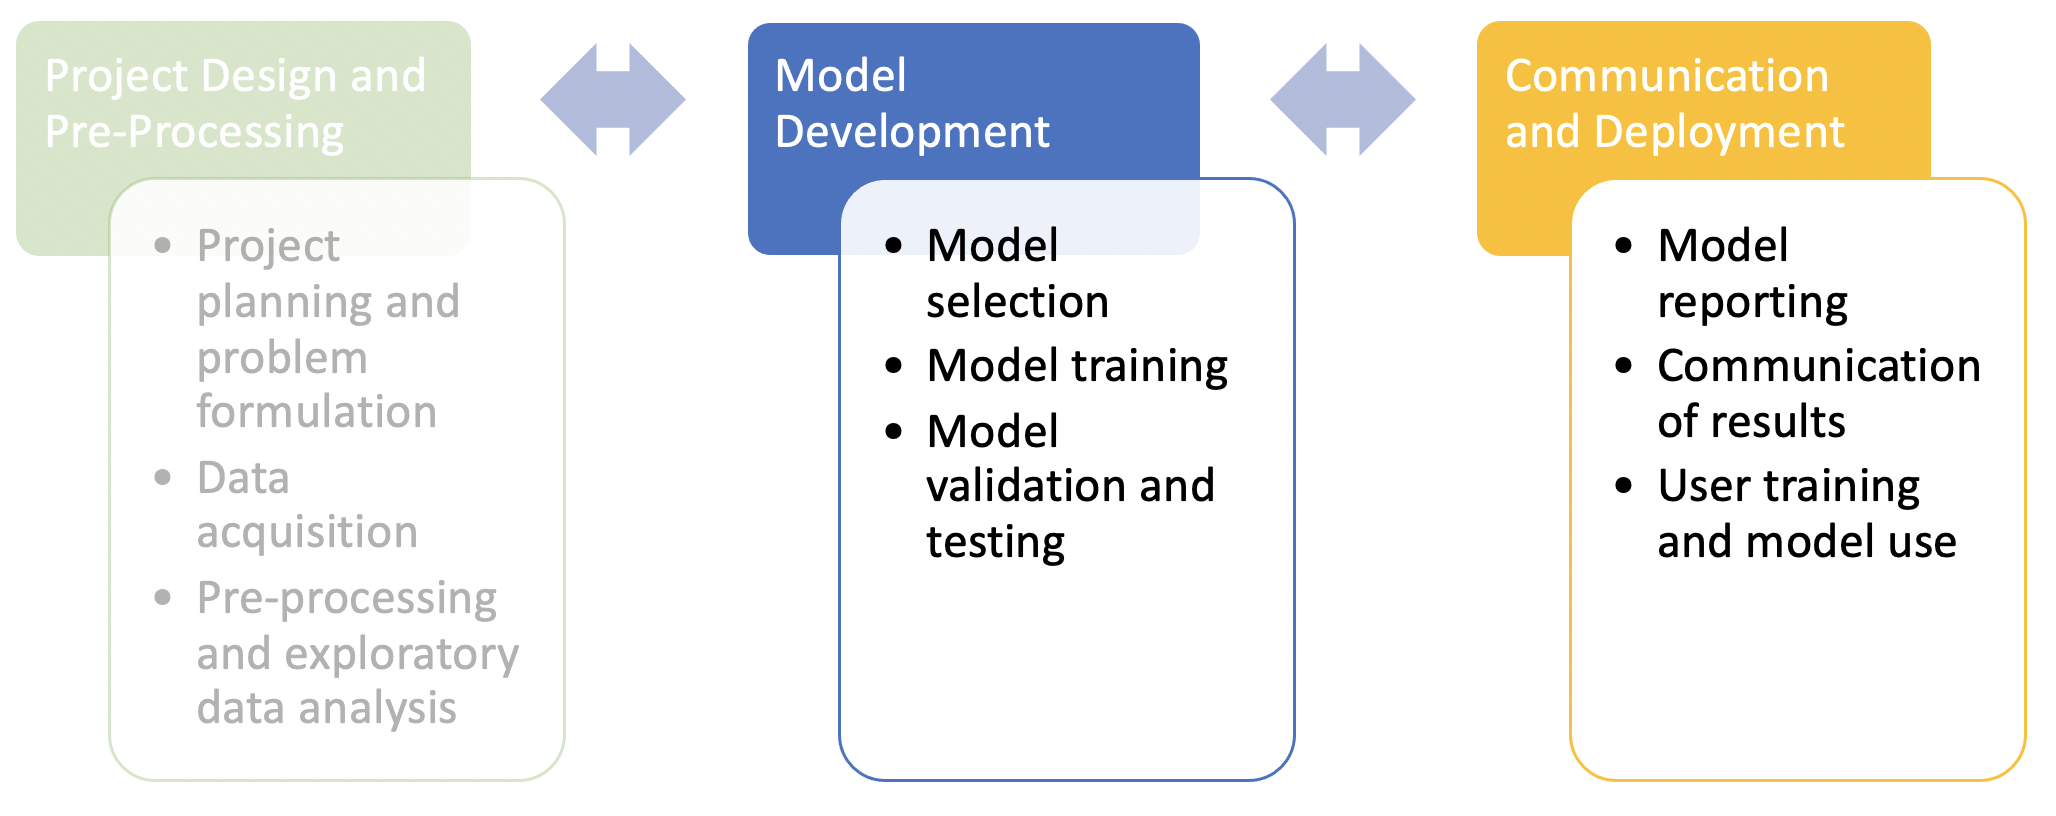 Project Design and
Pre-Processing
• Project
planning and
problem
formulation
• Data
acquisition
• Pre-processing
and exploratory
data analysis
Model
Development
• Model
selection
• Model training
• Model
validation and
testing
Communication
and Deployment
• Model
reporting
• Communication
of results
• User training
and model use